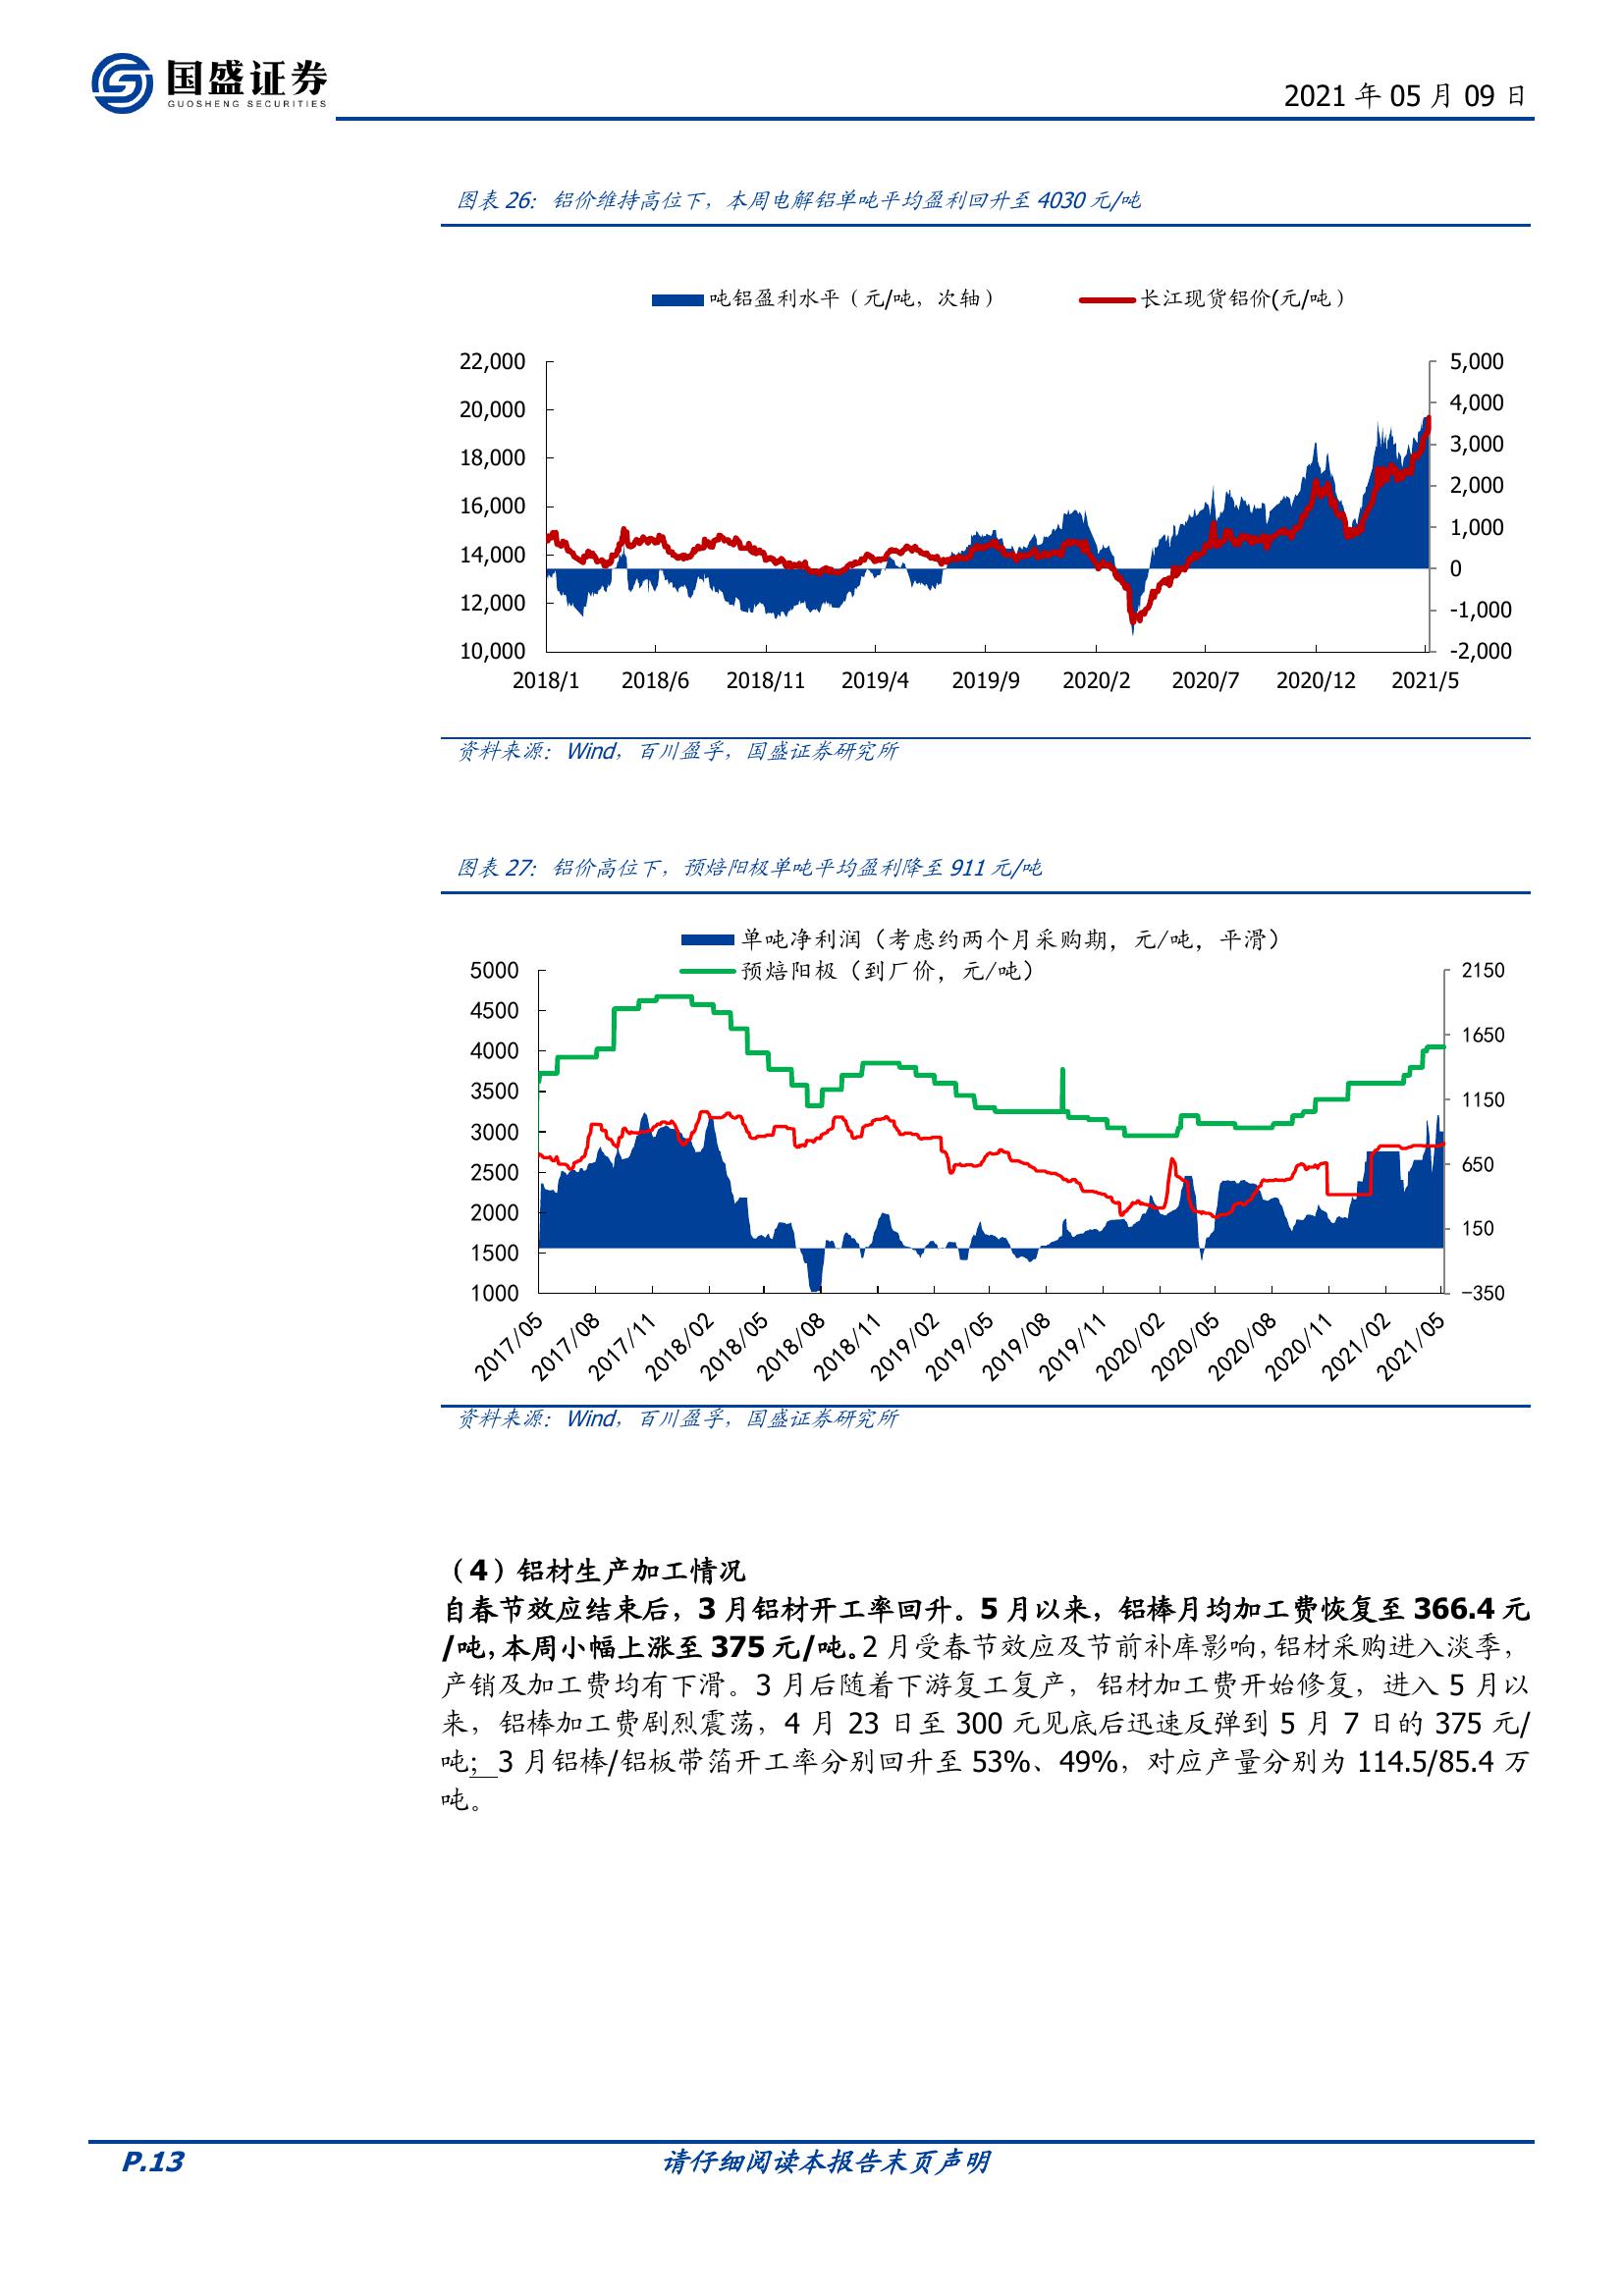 国盛证券
GUOSHENG SECURITIES
2021 年 05 月 09 日
图表 26： 铝价维持高位下，本周电解铝单吨平均盈利回升至 4030 元/吨
吨铝盈利水平（元/吨，次轴） 长江现货铝价(元/吨）
22,000 5,000
20,000 4,000
18,000 3,000
16,000 2,000
14,000 1,000
12,000 0
10,000 -1,000
-2,000
2018/1 2018/6 2018/11 2019/4 2019/9 2020/2 2020/7 2020/12 2021/5
资料来源：Wind，百川盈孚，国盛证券研究所
图表 27： 铝价高位下，预焙阳极单吨平均盈利降至 911 元/吨
单吨净利润（考虑约两个月采购期，元/吨，平滑）
预焙阳极（到厂价，元/吨）
5000 2150
4500
4000 1650
3500
3000 1150
2500 650
2000
1500 150
1000 −350
2017/05 2017/08 2017/11 2018/02 2018/05 2018/08 2018/11 2019/02 2019/05 2019/08 2019/11 2020/02 2020/05 2020/08 2020/11 2021/02 2021/05
资料来源：Wind，百川盈孚，国盛证券研究所
（4）铝材生产加工情况
自春节效应结束后，3 月铝材开工率回升。5 月以来，铝棒月均加工费恢复至 366.4 元
/吨，本周小幅上涨至 375 元/吨。2 月受春节效应及节前补库影响，铝材采购进入淡季，
产销及加工费均有下滑。3 月后随着下游复工复产，铝材加工费开始修复，进入 5 月以
来，铝棒加工费剧烈震荡，4 月 23 日至 300 元见底后迅速反弹到 5 月 7 日的 375 元/
吨；3 月铝棒/铝板带箔开工率分别回升至 53%、49%，对应产量分别为 114.5/85.4 万
吨。
P.13 请仔细阅读本报告末页声明